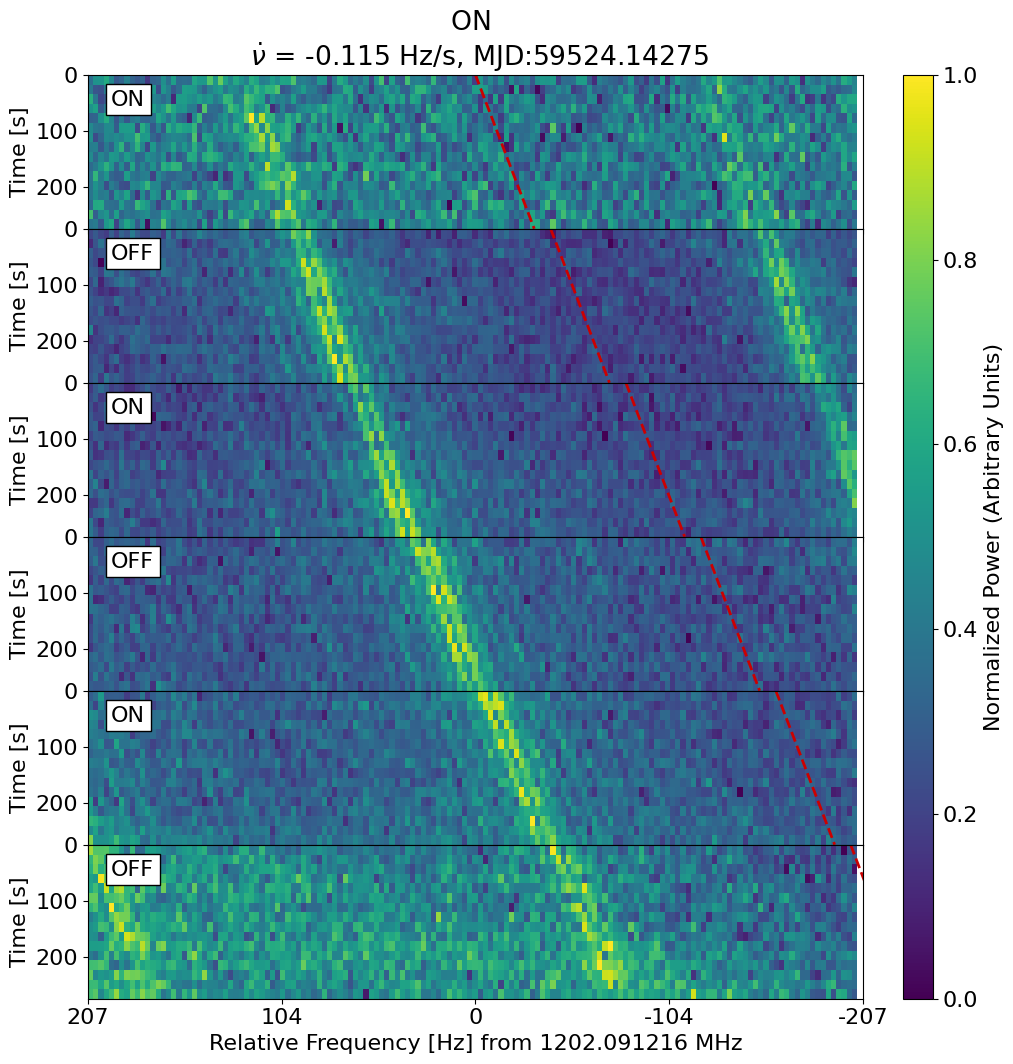 ON
ν̇ = -0.115 Hz/s, MJD:59524.14275
0
ON
100
200
Time [s]
0
OFF
100
200
Time [s]
0
ON
100
200
Time [s]
0
OFF
100
200
Time [s]
0
ON
100
200
Time [s]
0
OFF
100
200
Time [s]
207 104 0 -104 -207
Relative Frequency [Hz] from 1202.091216 MHz
1.0
0.8
0.6
0.4
0.2
0.0
Normalized Power (Arbitrary Units)